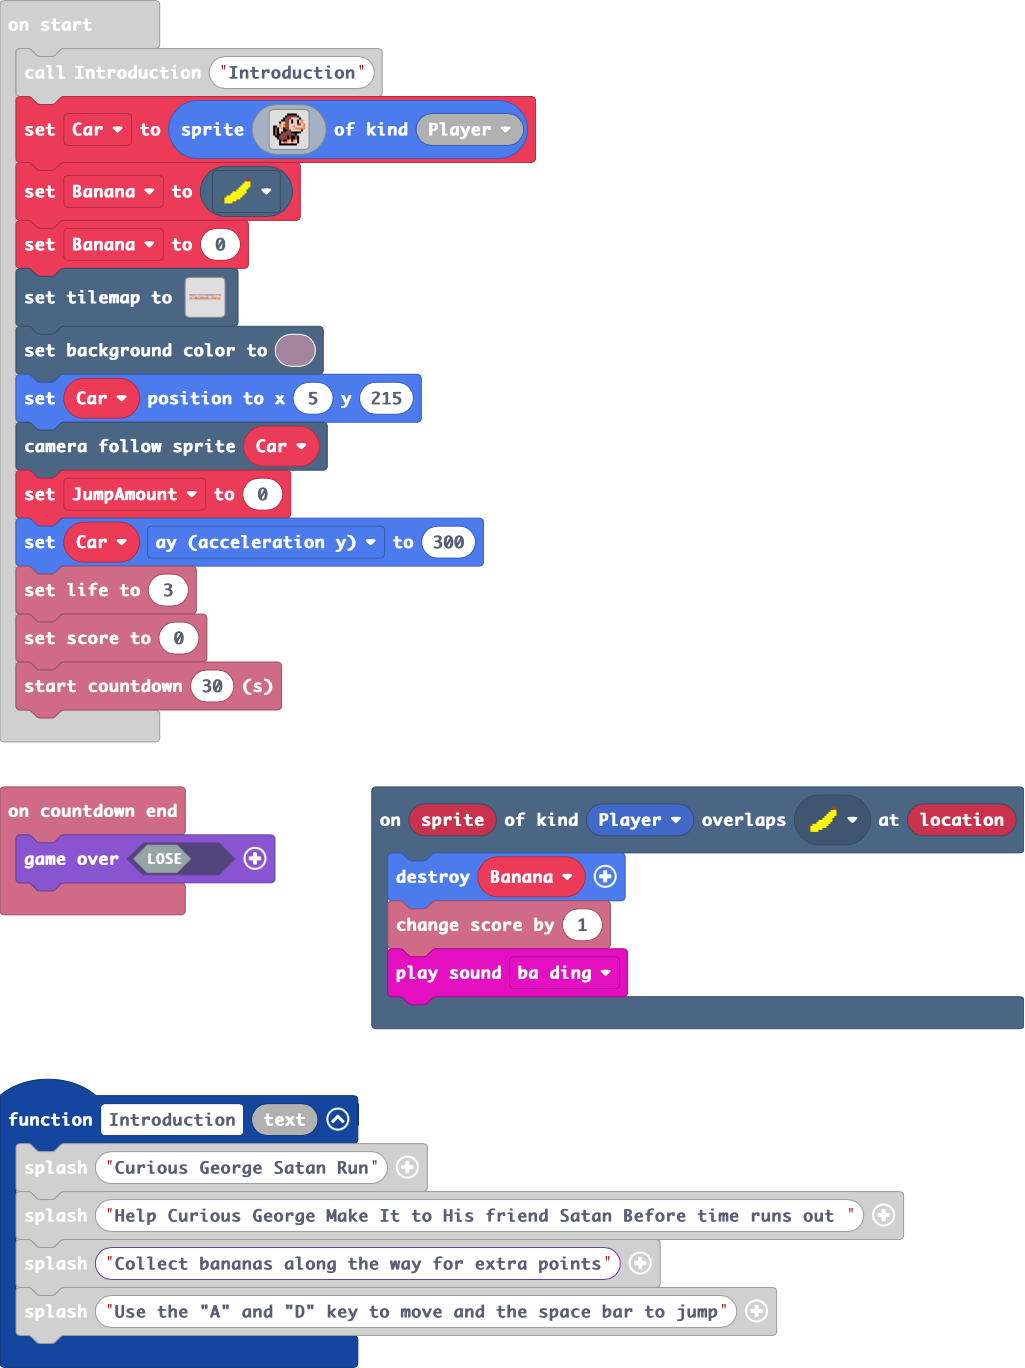 on start
call Introduction "Introduction"
set Car to sprite of kind Player
set Banana to
set Banana to 0
set tilemap to
set background color to
set Car position to x 5 y 215
camera follow sprite Car
set JumpAmount to 0
set Car ay (acceleration y) to 300
set life to 3
set score to 0
start countdown 30 (s)
on countdown end
game over LOSE
on sprite of kind Player overlaps at location
destroy Banana
change score by 1
play sound ba ding
function Introduction text
splash "Curious George Satan Run"
splash "Help Curious George Make It to His friend Satan Before time runs out "
splash "Collect bananas along the way for extra points"
splash "Use the "A" and "D" key to move and the space bar to jump"